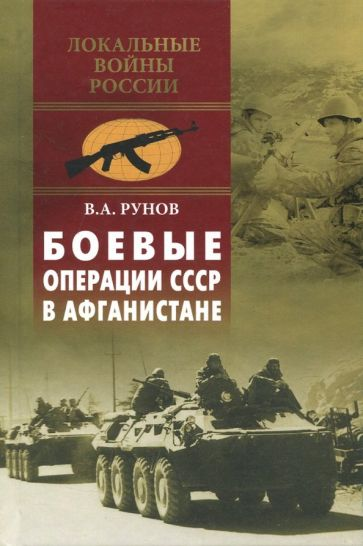 ЛОКАЛЬНЫЕ
ВОЙНЫ
РОССИИ
В.А. РУНОВ
БОЕВЫЕ
ОПЕРАЦИИ СССР
В АФГАНИСТАНЕ